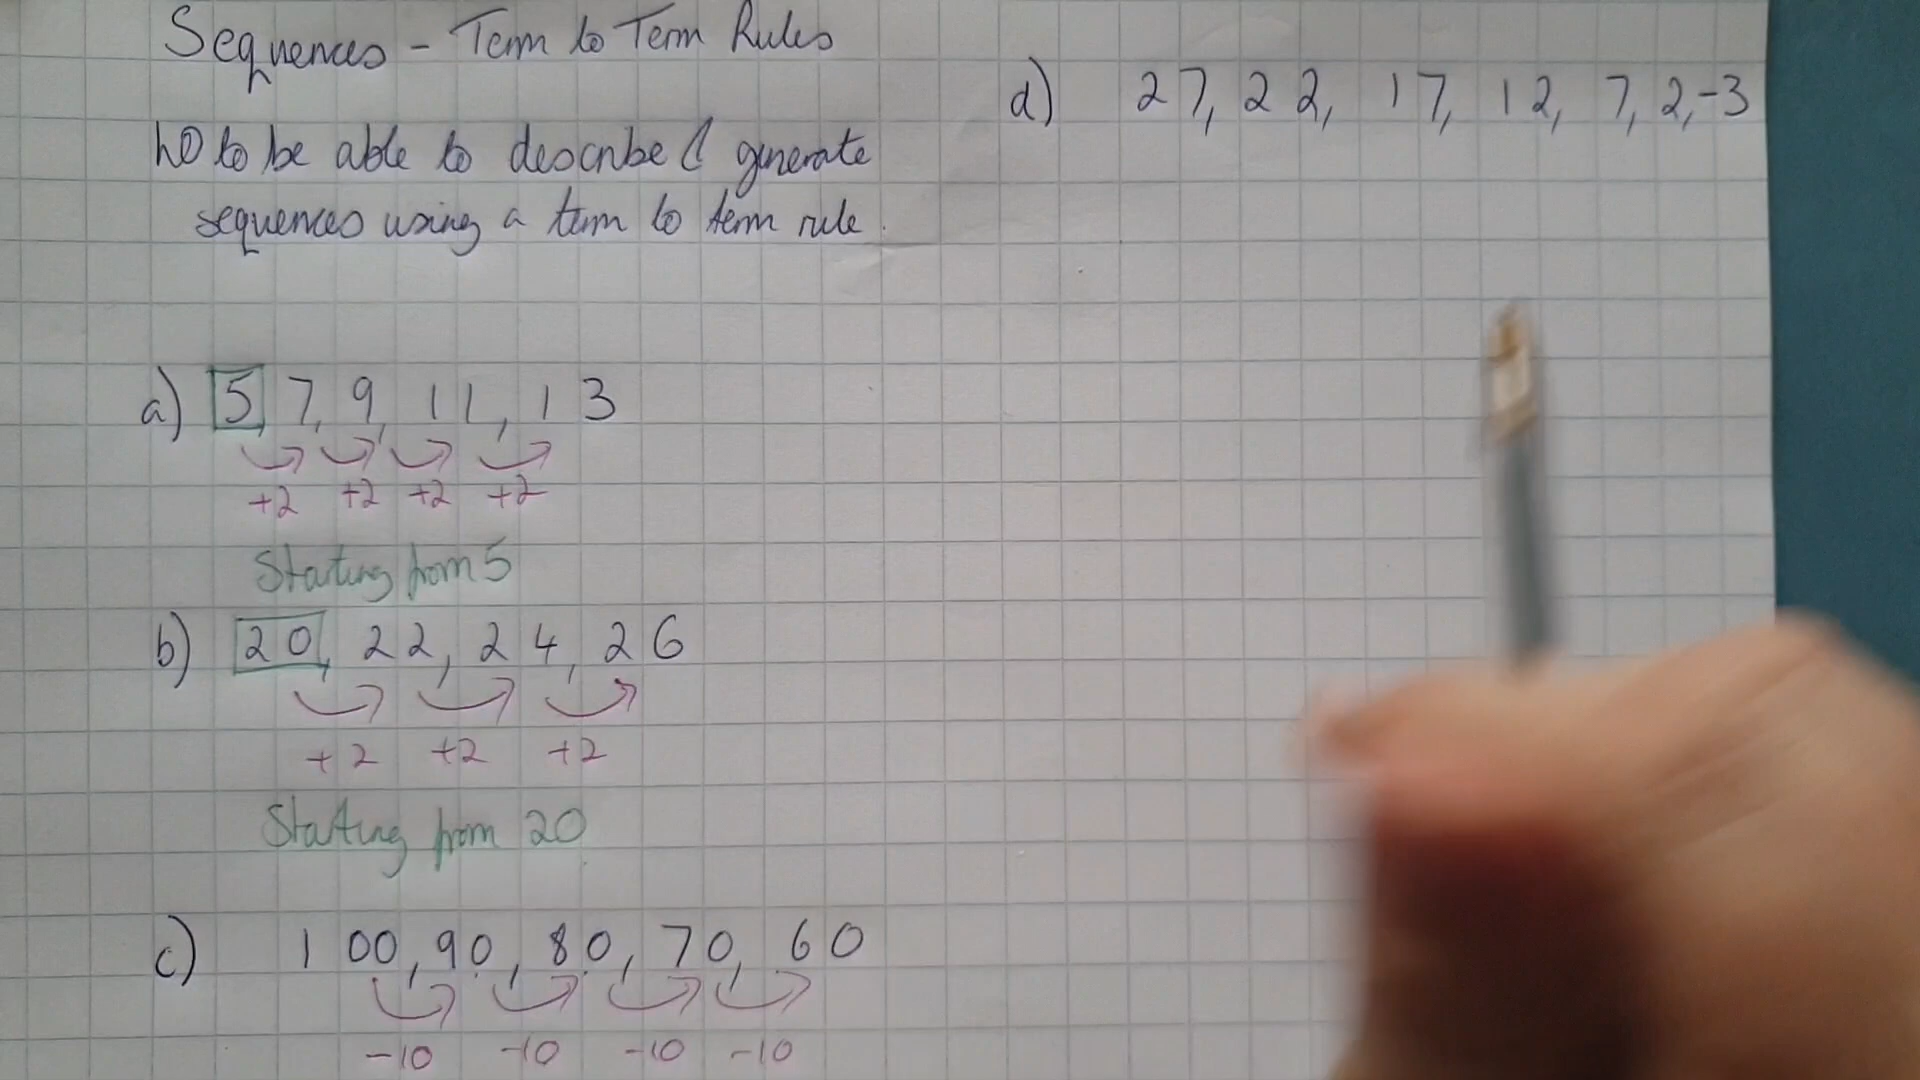 Sequences - Term to Term Rules
LO to be able to describe & generate
sequences using a term to term rule.
a) 5, 7, 9, 11, 13
+2 +2 +2 +2
Starting from 5
b) 20, 22, 24, 26
+2 +2 +2
Starting from 20
c) 100, 90, 80, 70, 60
-10 -10 -10 -10
d) 27, 22, 17, 12, 7, 2, -3